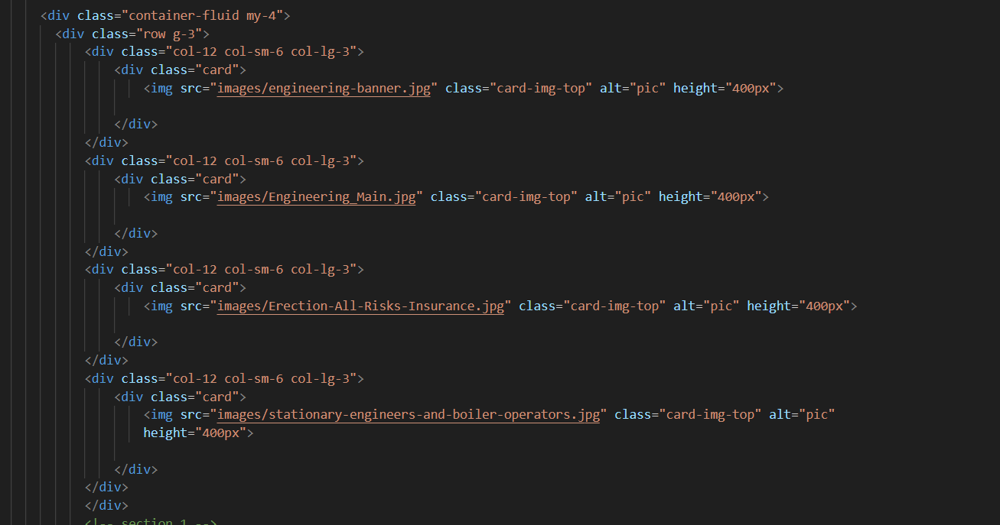 <div class="container-fluid my-4">
<div class="row g-3">
<div class="col-12 col-sm-6 col-lg-3">
<div class="card">
<img src="images/engineering-banner.jpg" class="card-img-top" alt="pic" height="400px">
</div>
</div>
<div class="col-12 col-sm-6 col-lg-3">
<div class="card">
<img src="images/Engineering_Main.jpg" class="card-img-top" alt="pic" height="400px">
</div>
</div>
<div class="col-12 col-sm-6 col-lg-3">
<div class="card">
<img src="images/Erection-All-Risks-Insurance.jpg" class="card-img-top" alt="pic" height="400px">
</div>
</div>
<div class="col-12 col-sm-6 col-lg-3">
<div class="card">
<img src="images/stationary-engineers-and-boiler-operators.jpg" class="card-img-top" alt="pic"
height="400px">
</div>
</div>
</div>
<!-- section 1 -->